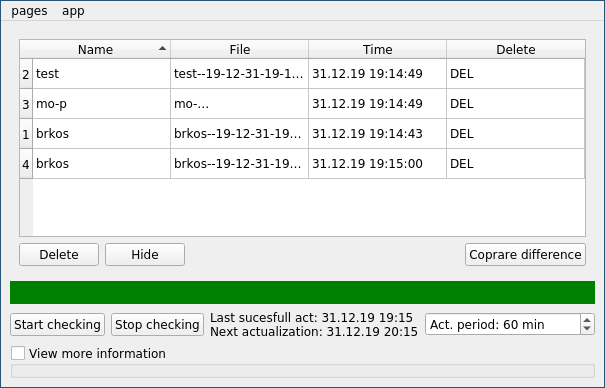 pages app
Name File Time Delete
2 test test--19-12-31-19-1... 31.12.19 19:14:49 DEL
3 mo-p mo-... 31.12.19 19:14:49 DEL
1 brkos brkos--19-12-31-19... 31.12.19 19:14:43 DEL
4 brkos brkos--19-12-31-19... 31.12.19 19:15:00 DEL
Delete Hide Coprare difference
Start checking Stop checking Last sucesfull act: 31.12.19 19:15
Next actualization: 31.12.19 20:15
Act. period: 60 min
View more information